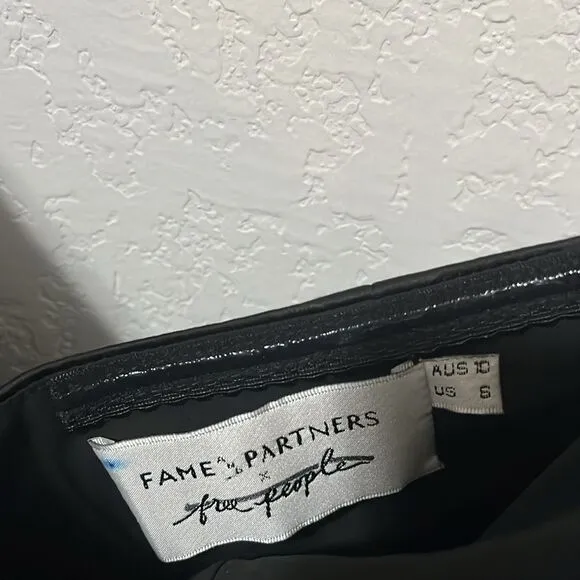 FAME AND PARTNERS
×
free people
AUS 10
US 6